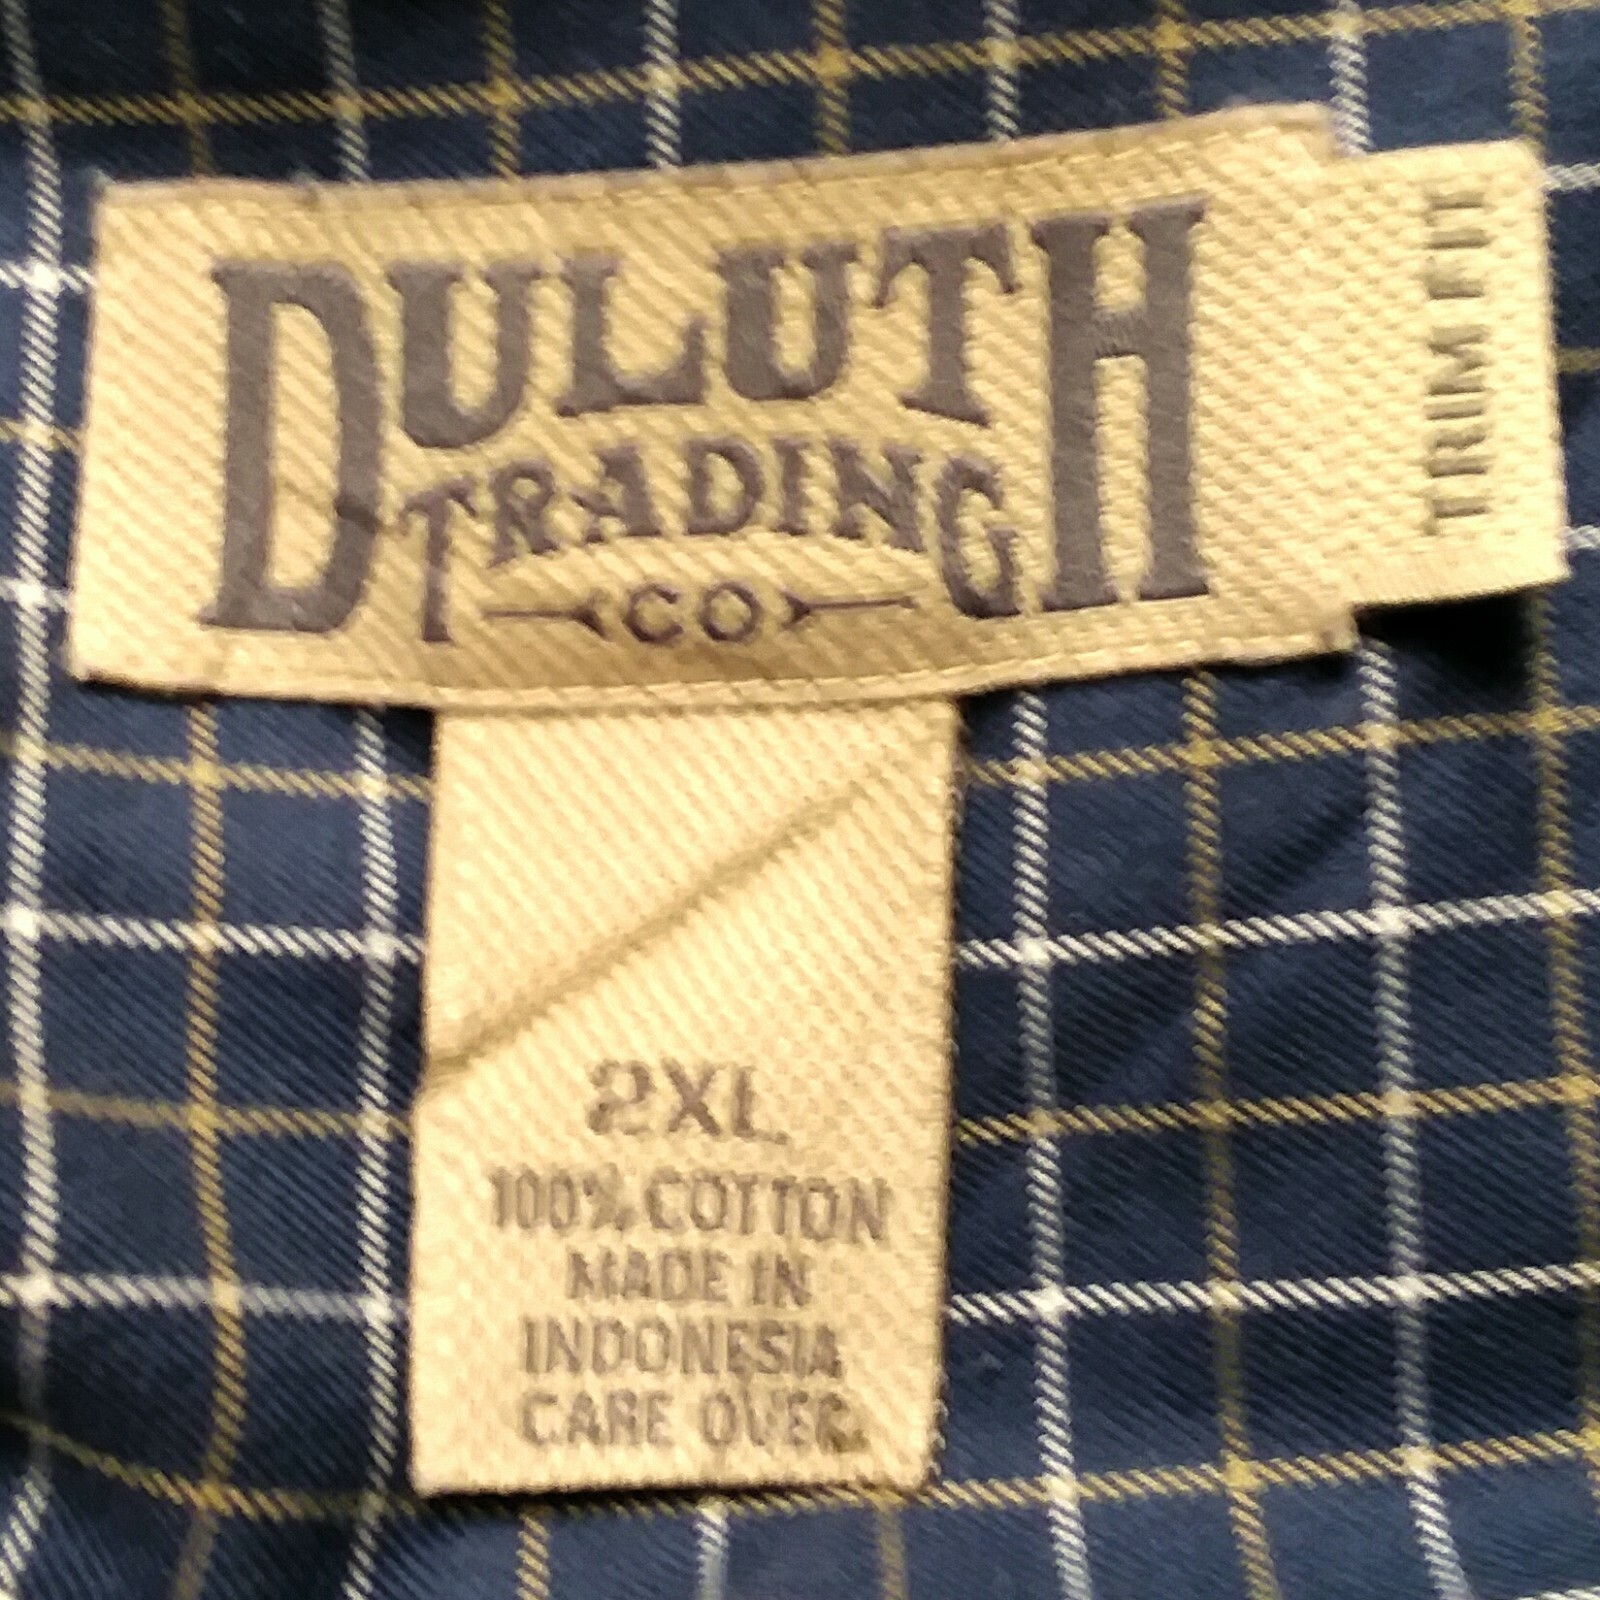 DULUTH
TRADING
CO
TRIM FIT
2XL
100% COTTON
MADE IN
INDONESIA
CARE OVER